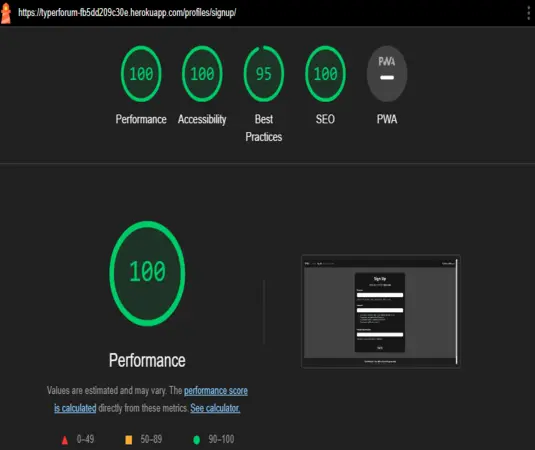 https://typerforum-fb5dd209c30e.herokuapp.com/profiles/signup/
100 100 95 100 PWA
Performance Accessibility Best Practices SEO PWA
100
Performance
Values are estimated and may vary. The performance score
is calculated directly from these metrics. See calculator.
0–49 50–89 90–100
Sign Up